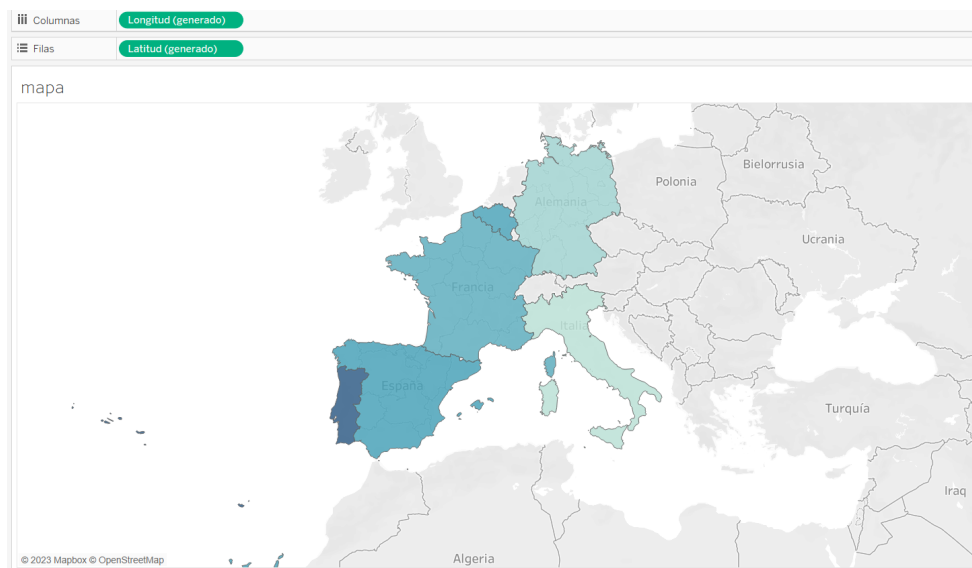 Columnas Longitud (generado)
Filas Latitud (generado)
mapa
Bielorrusia
Polonia
Alemania
Ucrania
Francia
Italia
España
Turquía
Iraq
Algeria
© 2023 Mapbox © OpenStreetMap